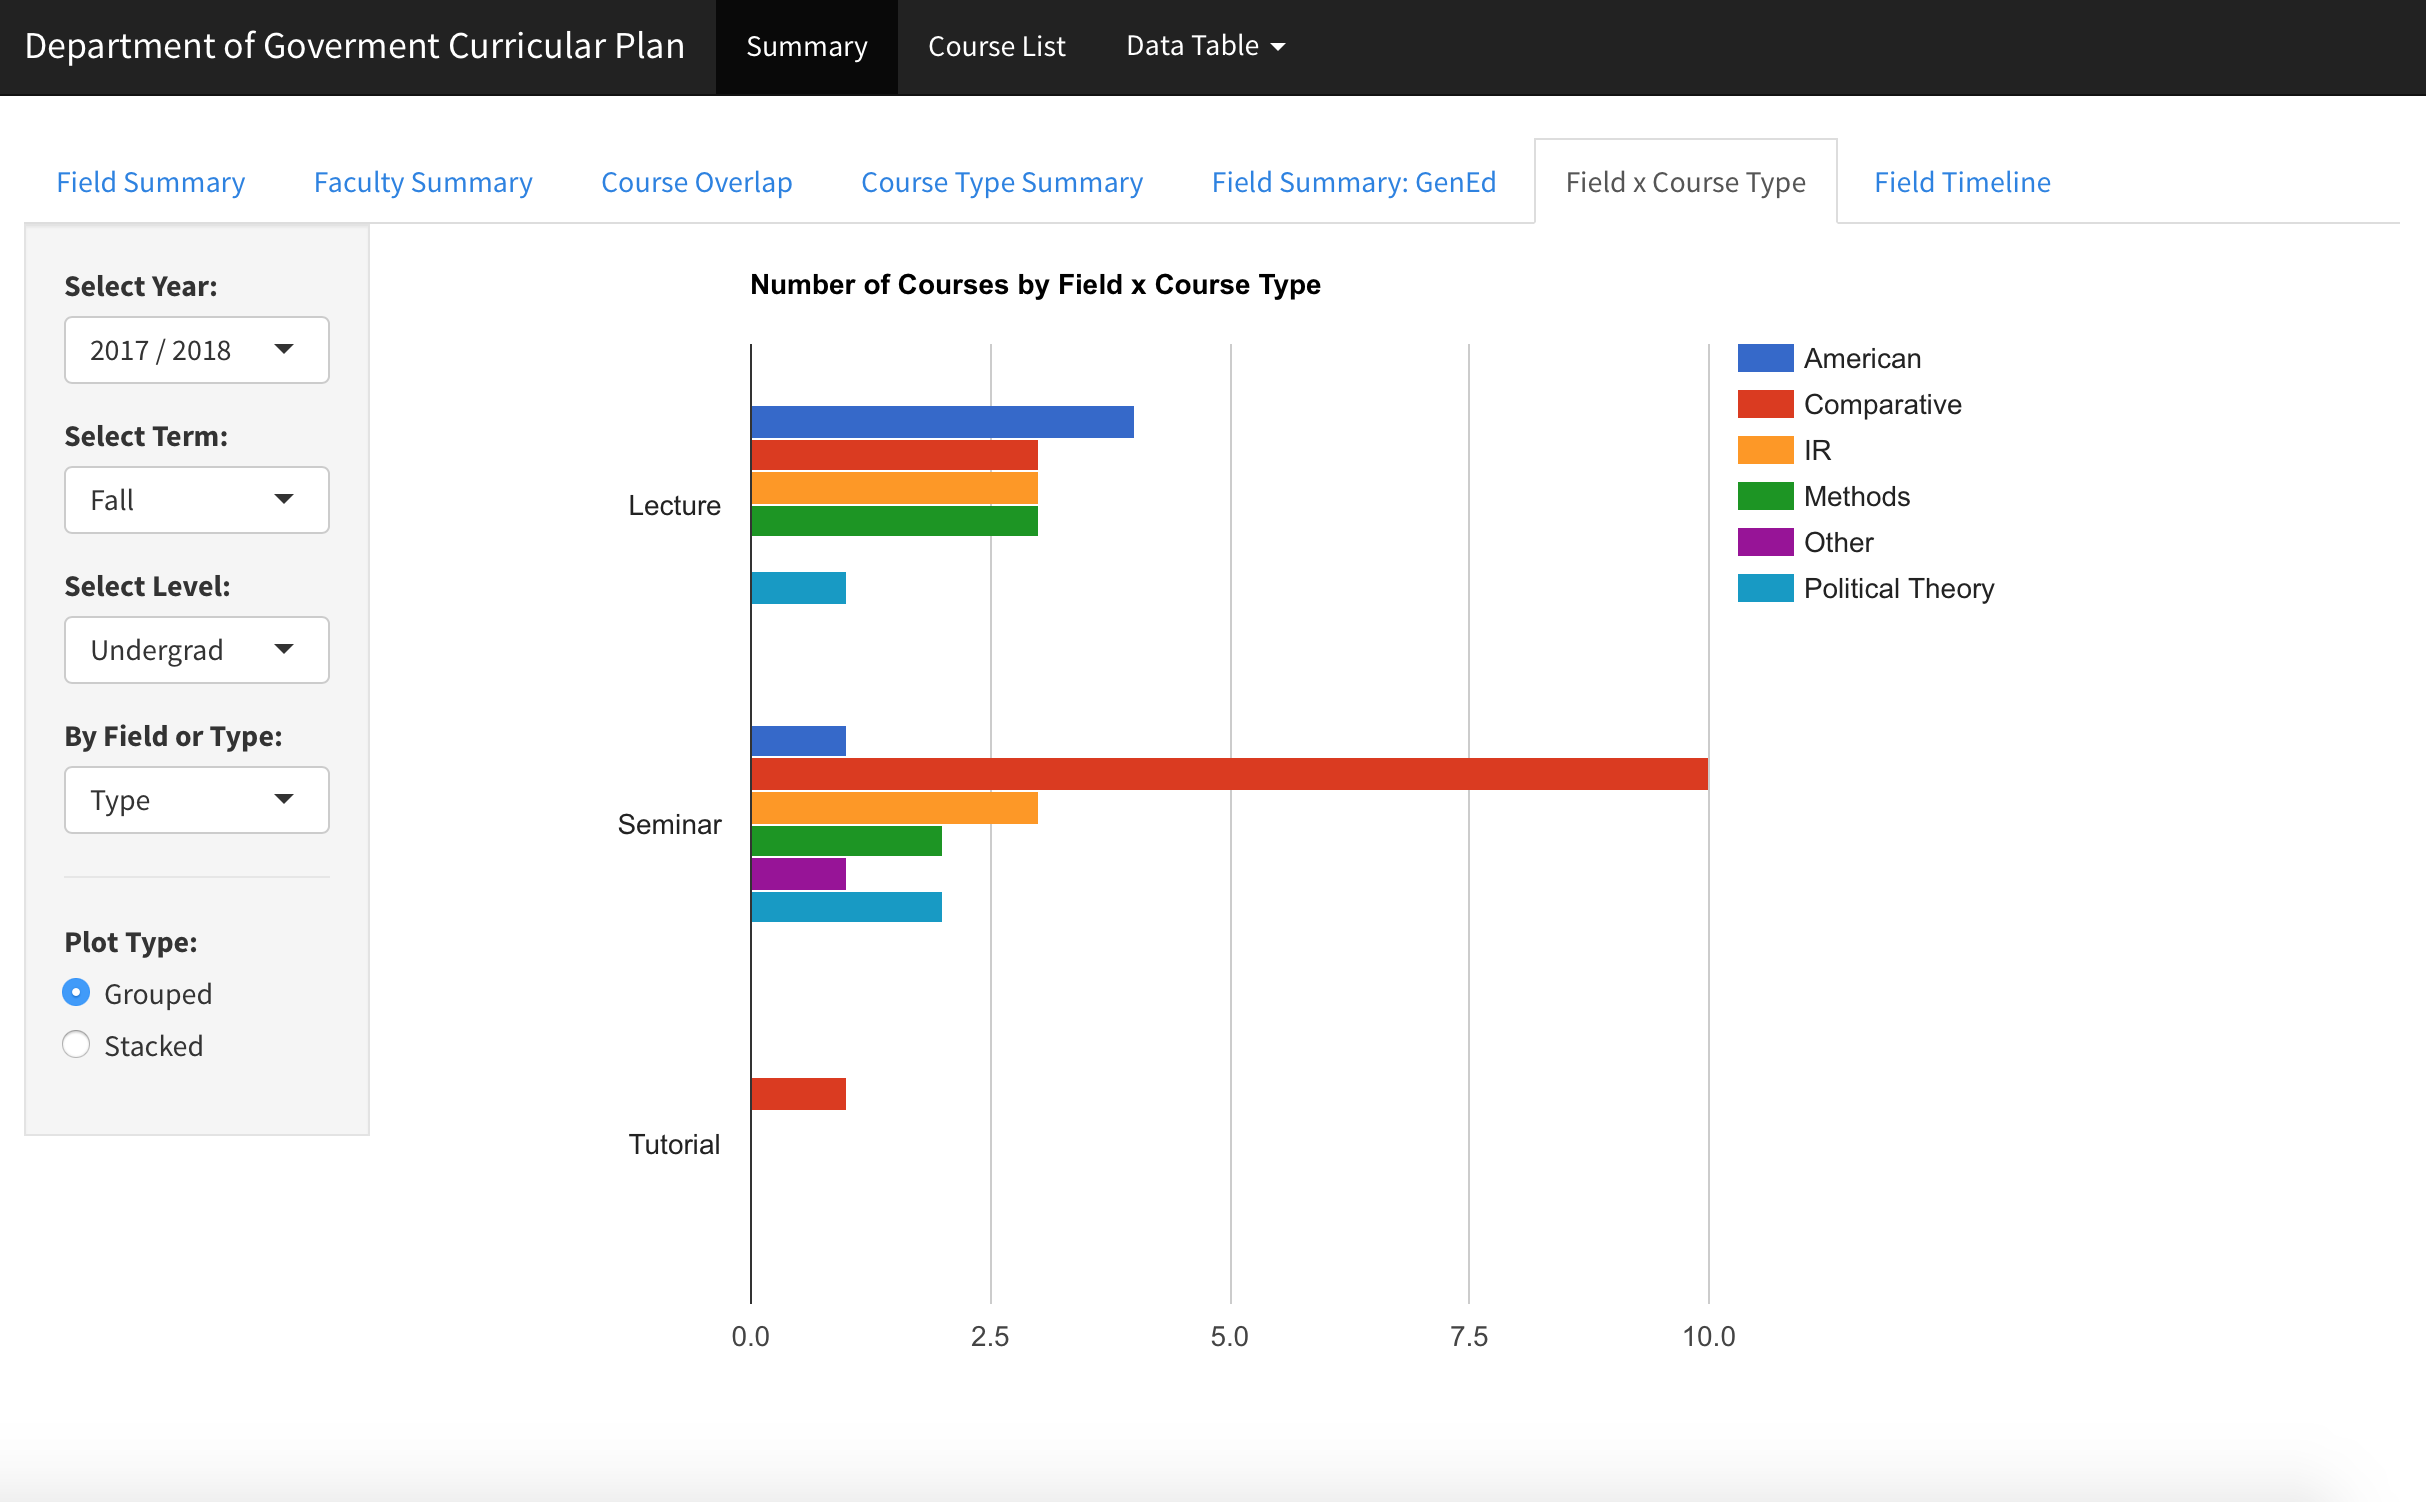 Department of Goverment Curricular Plan Summary Course List Data Table
Field Summary Faculty Summary Course Overlap Course Type Summary Field Summary: GenEd Field x Course Type Field Timeline
Select Year:
2017 / 2018
Select Term:
Fall
Select Level:
Undergrad
By Field or Type:
Type
Plot Type:
Grouped
Stacked
Number of Courses by Field x Course Type
Lecture
Seminar
Tutorial
0.0 2.5 5.0 7.5 10.0
American
Comparative
IR
Methods
Other
Political Theory